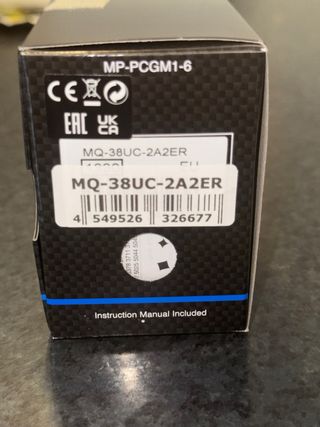 MP-PCGM1-6
CE
EAC
UK
CA
MQ-38UC-2A2ER
EU
MQ-38UC-2A2ER
4 549526 326677
Instruction Manual Included